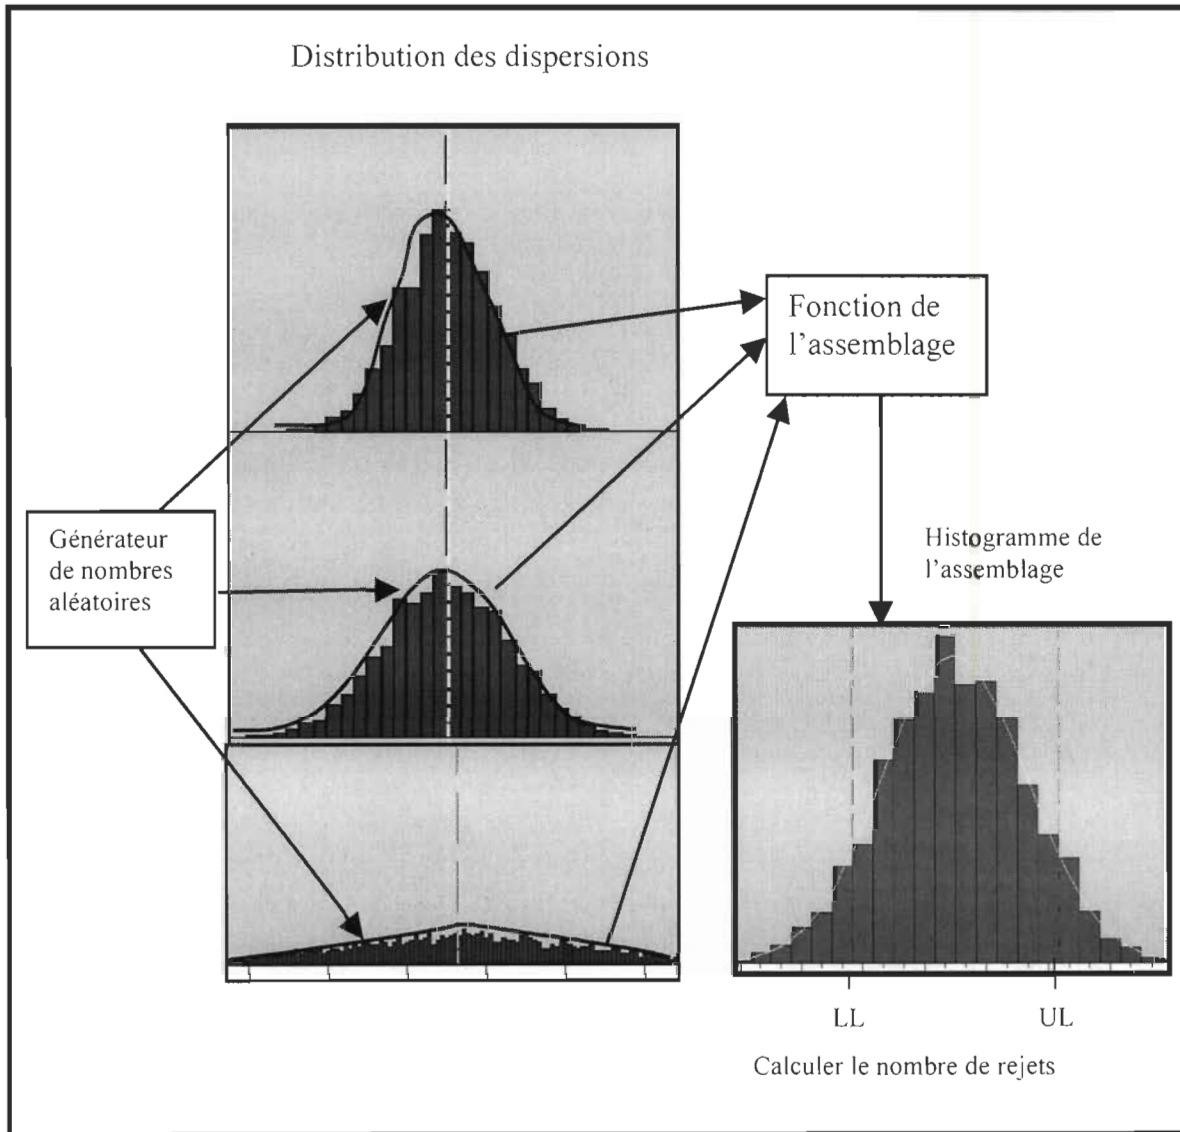 Distribution des dispersions
Fonction de
l'assemblage
Générateur
de nombres
aléatoires
Histogramme de
l'assemblage
LL
UL
Calculer le nombre de rejets